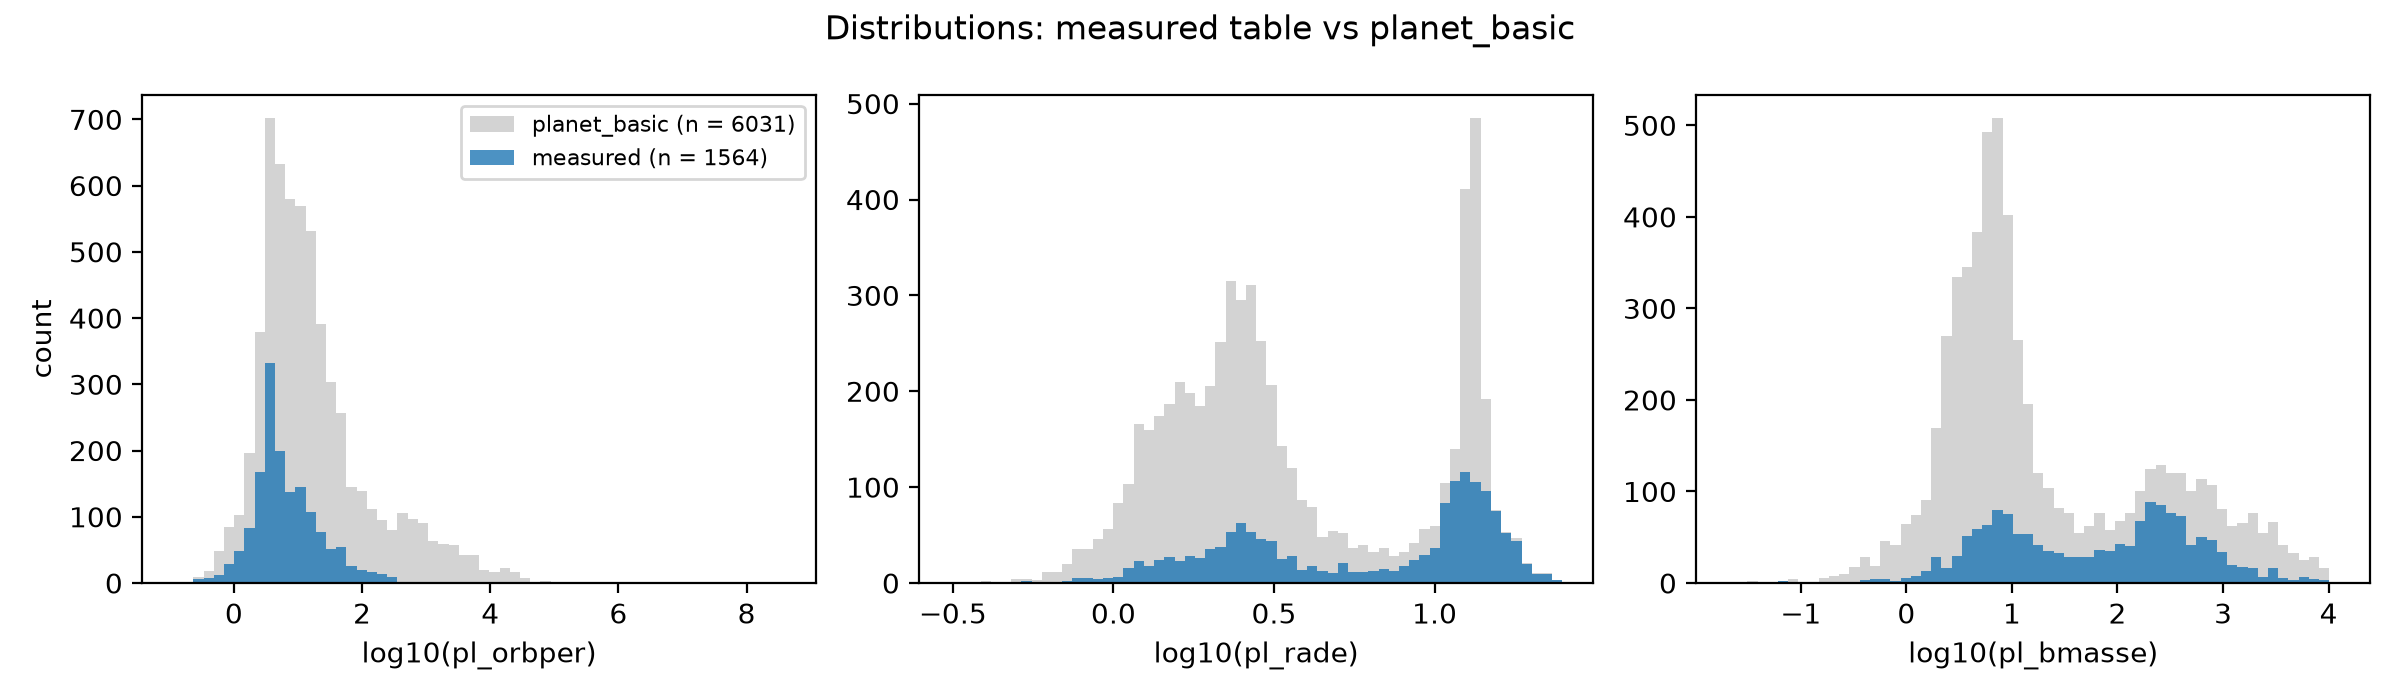 Distributions: measured table vs planet_basic
count
700
600
500
400
300
200
100
0
planet_basic (n = 6031)
measured (n = 1564)
0 2 4 6 8
log10(pl_orbper)
500
400
300
200
100
0
−0.5 0.0 0.5 1.0
log10(pl_rade)
500
400
300
200
100
0
−1 0 1 2 3 4
log10(pl_bmasse)